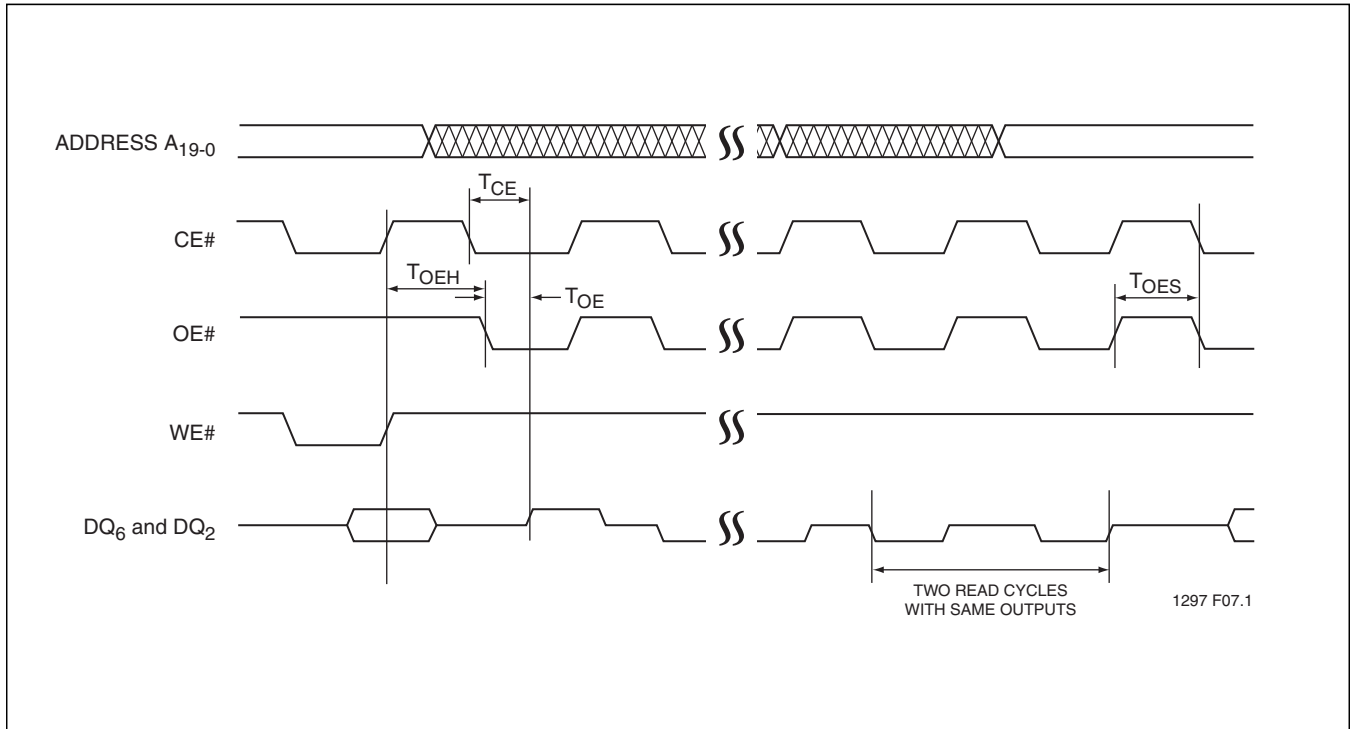 ADDRESS A19-0
TCE
CE#
TOEH
TOE
TOES
OE#
WE#
DQ6 and DQ2
TWO READ CYCLES
WITH SAME OUTPUTS
1297 F07.1